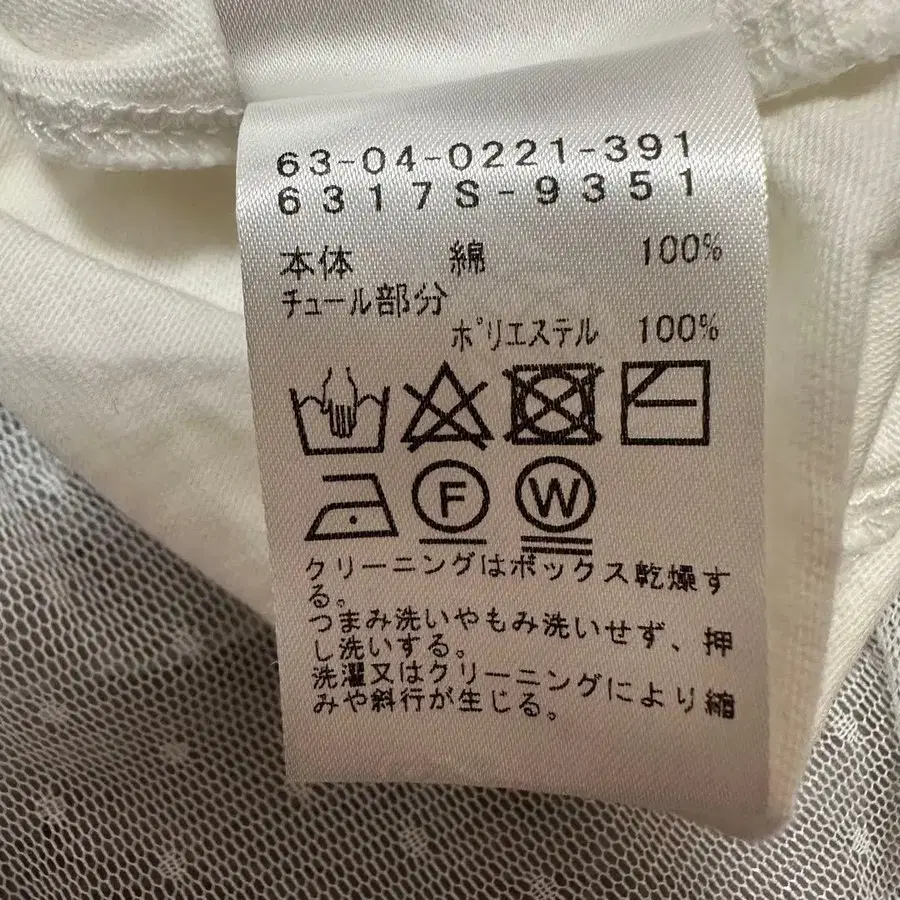 63-04-0221-391
6317S-9351
本体 綿 100%
チュール部分
ポリエステル 100%
F W
クリーニングはボックス乾燥す
る。
つまみ洗いやもみ洗いせず、押
し洗いする。
洗濯又はクリーニングにより縮
みや斜行が生じる。